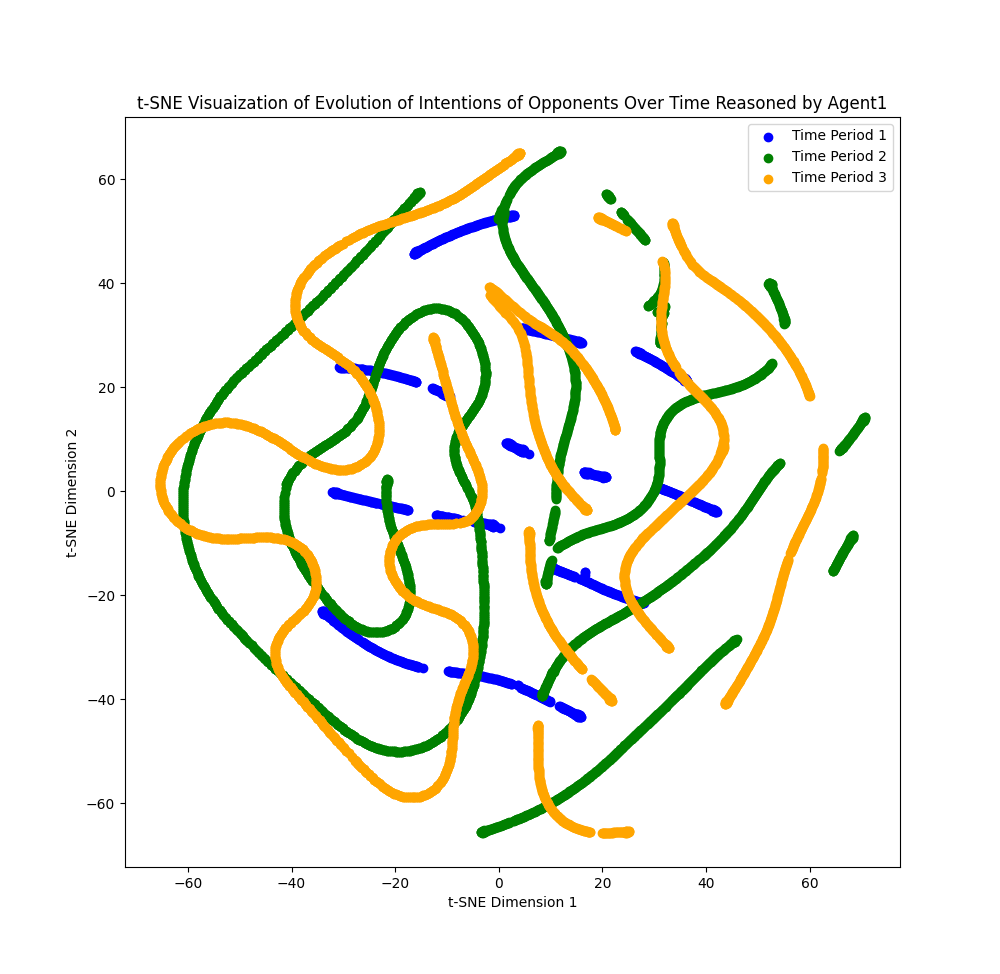 t-SNE Visuaization of Evolution of Intentions of Opponents Over Time Reasoned by Agent1
Time Period 1
Time Period 2
Time Period 3
60
40
20
0
−20
−40
−60
t-SNE Dimension 2
−60 −40 −20 0 20 40 60
t-SNE Dimension 1